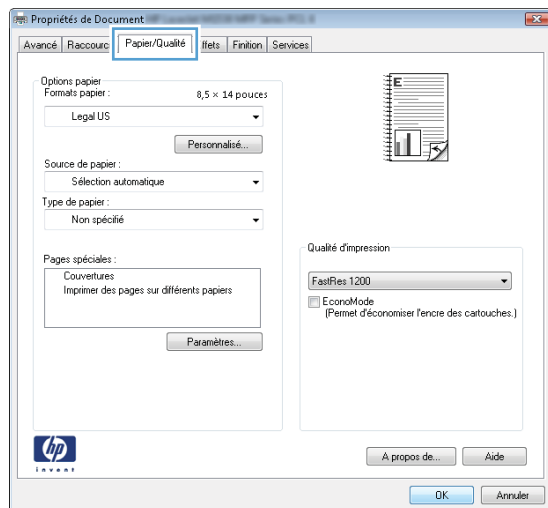 Propriétés de Document
Avancé Raccourc Papier/Qualité ffets Finition Services
Options papier
Formats papier : 8,5 × 14 pouces
Legal US
Personnalisé...
Source de papier :
Sélection automatique
Type de papier :
Non spécifié
Pages spéciales :
Couvertures
Imprimer des pages sur différents papiers
Paramètres...
E
Qualité d'impression
FastRes 1200
EconoMode
(Permet d'économiser l'encre des cartouches.)
hp
invent
A propos de... Aide
OK Annuler